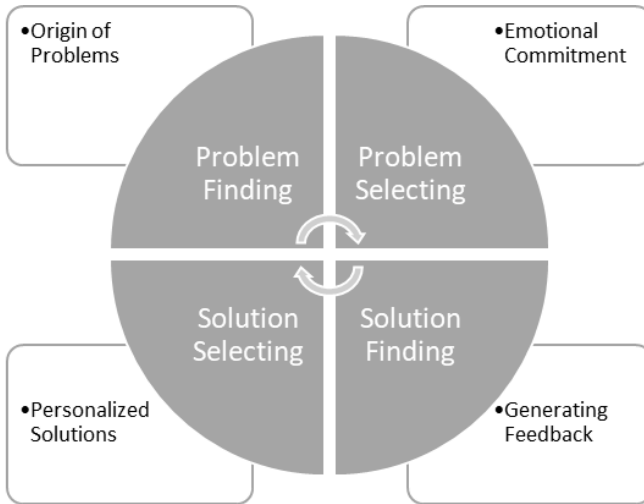 •Origin of
Problems
•Emotional
Commitment
Problem
Finding
Problem
Selecting
Solution
Selecting
Solution
Finding
•Personalized
Solutions
•Generating
Feedback